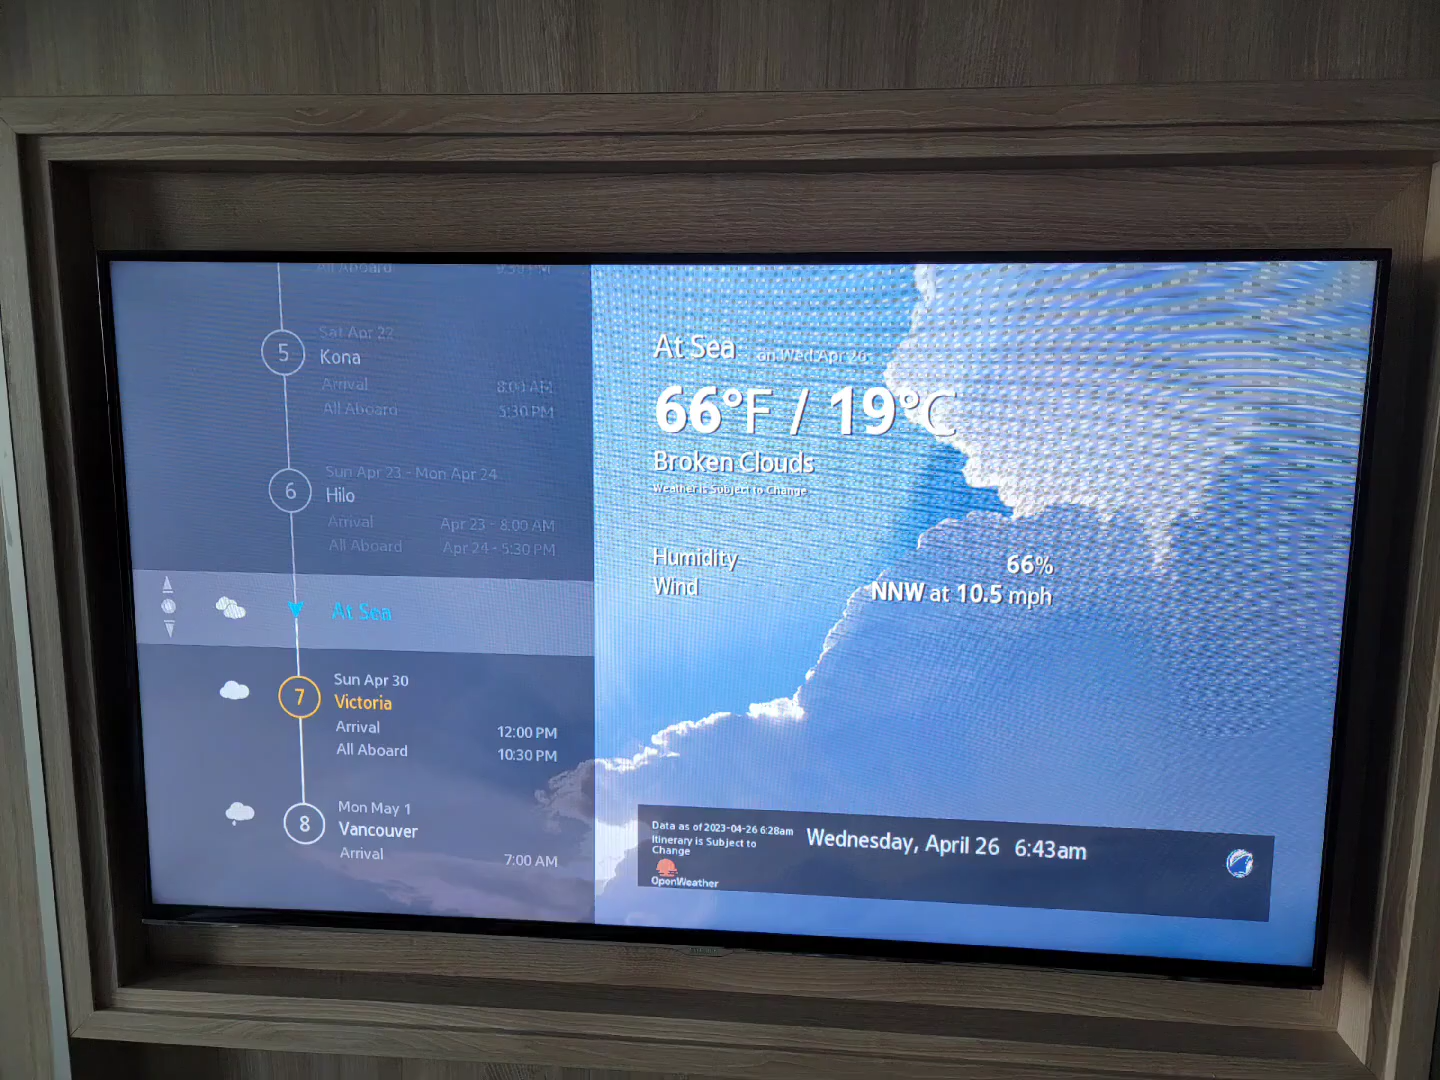 All Aboard 9:30 PM
5
Sat Apr 22
Kona
Arrival 8:00 AM
All Aboard 5:30 PM
6
Sun Apr 23 - Mon Apr 24
Hilo
Arrival Apr 23 - 8:00 AM
All Aboard Apr 24 - 5:30 PM
At Sea
7
Sun Apr 30
Victoria
Arrival 12:00 PM
All Aboard 10:30 PM
8
Mon May 1
Vancouver
Arrival 7:00 AM
At Sea on Wed Apr 26
66°F / 19°C
Broken Clouds
Weather is Subject to Change
Humidity 66%
Wind NNW at 10.5 mph
Data as of 2023-04-26 6:28am
Itinerary is Subject to
Change
OpenWeather
Wednesday, April 26 6:43am